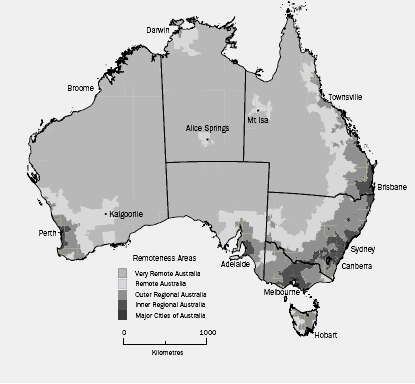 Darwin
Broome
Townsville
Mt Isa
Alice Springs
Brisbane
Kalgoorlie
Perth
Sydney
Adelaide
Canberra
Melbourne
Hobart
Remoteness Areas
Very Remote Australia
Remote Australia
Outer Regional Australia
Inner Regional Australia
Major Cities of Australia
0 1000
Kilometres